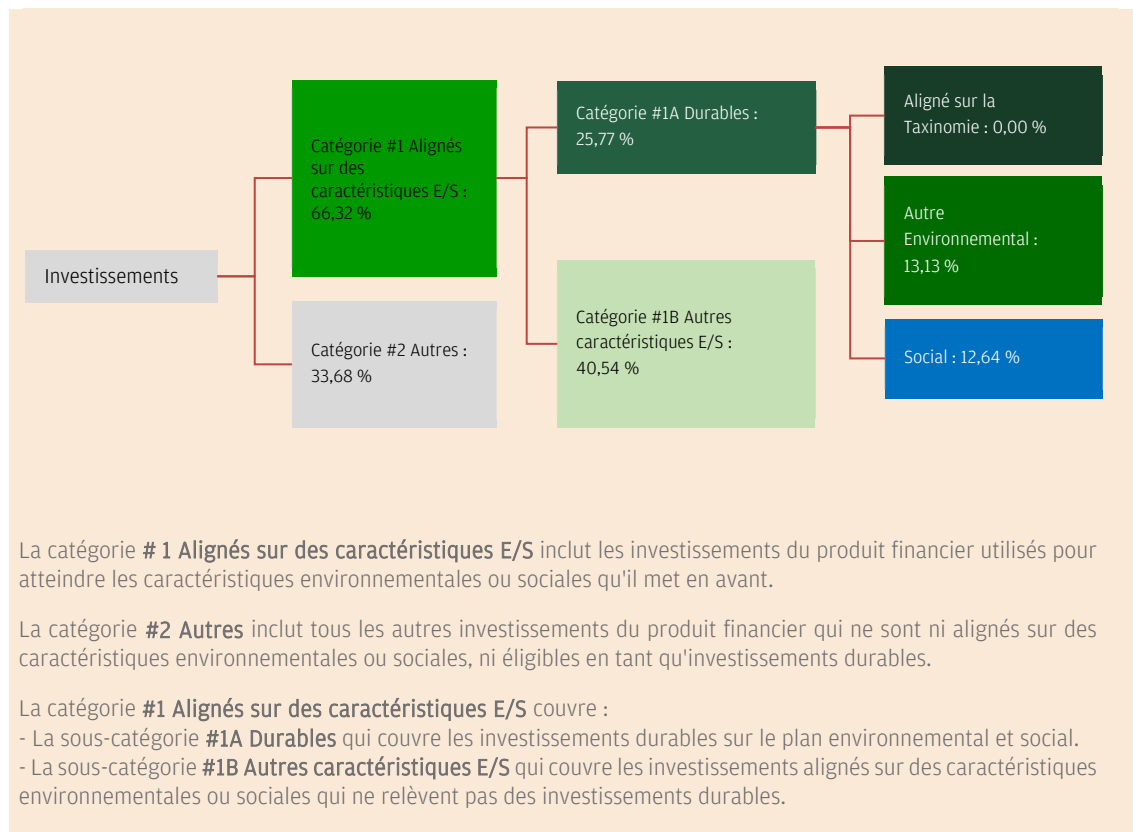 Investissements
Catégorie #1 Alignés
sur des
caractéristiques E/S :
66,32 %
Catégorie #2 Autres :
33,68 %
Catégorie #1A Durables :
25,77 %
Catégorie #1B Autres
caractéristiques E/S :
40,54 %
Aligné sur la
Taxinomie : 0,00 %
Autre
Environnemental :
13,13 %
Social : 12,64 %
La catégorie # 1 Alignés sur des caractéristiques E/S inclut les investissements du produit financier utilisés pour
atteindre les caractéristiques environnementales ou sociales qu'il met en avant.
La catégorie #2 Autres inclut tous les autres investissements du produit financier qui ne sont ni alignés sur des
caractéristiques environnementales ou sociales, ni éligibles en tant qu'investissements durables.
La catégorie #1 Alignés sur des caractéristiques E/S couvre :
- La sous-catégorie #1A Durables qui couvre les investissements durables sur le plan environnemental et social.
- La sous-catégorie #1B Autres caractéristiques E/S qui couvre les investissements alignés sur des caractéristiques
environnementales ou sociales qui ne relèvent pas des investissements durables.